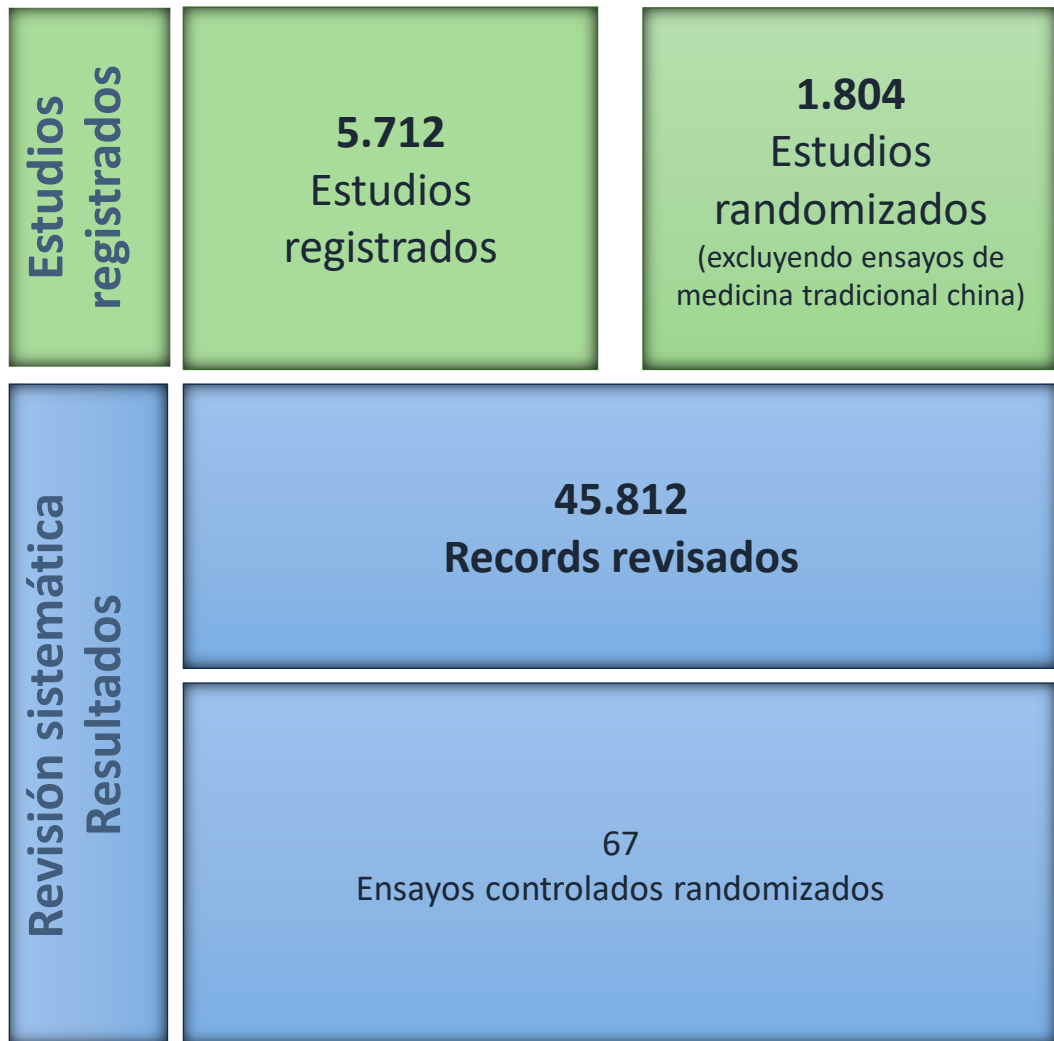 Estudios
registrados
5.712
Estudios
registrados
1.804
Estudios
randomizados
(excluyendo ensayos de
medicina tradicional china)
Revisión sistemática
Resultados
45.812
Records revisados
67
Ensayos controlados randomizados